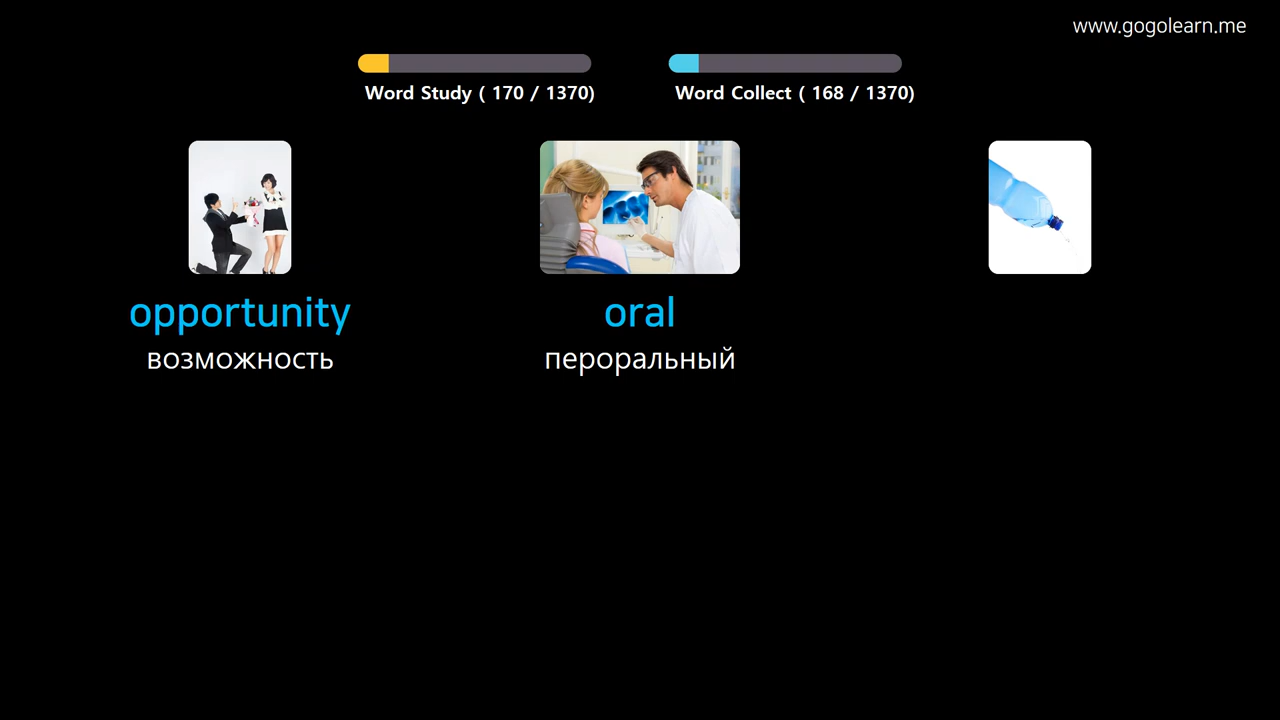 www.gogolearn.me
Word Study ( 170 / 1370)
Word Collect ( 168 / 1370)
opportunity
возможность
oral
пероральный